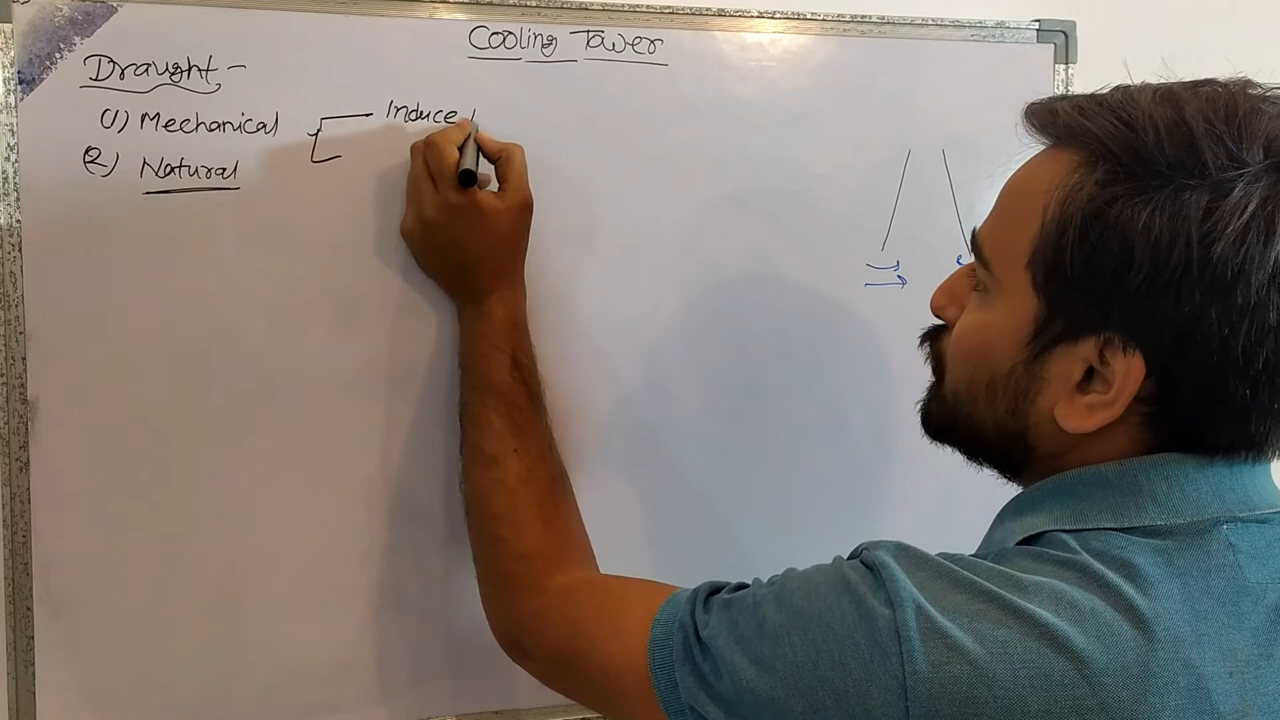 Cooling Tower
Draught -
(1) Mechanical
Induce
(2) Natural